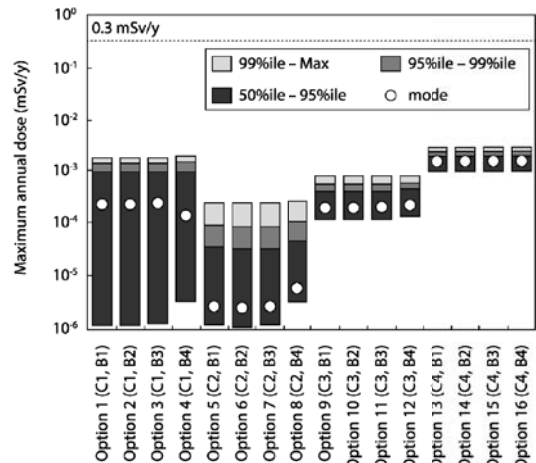 Maximum annual dose (mSv/y)
10⁰
10⁻¹
10⁻²
10⁻³
10⁻⁴
10⁻⁵
10⁻⁶
0.3 mSv/y
99%ile – Max
95%ile – 99%ile
50%ile – 95%ile
mode
Option 1 (C1, B1)
Option 2 (C1, B2)
Option 3 (C1, B3)
Option 4 (C1, B4)
Option 5 (C2, B1)
Option 6 (C2, B2)
Option 7 (C2, B3)
Option 8 (C2, B4)
Option 9 (C3, B1)
Option 10 (C3, B2)
Option 11 (C3, B3)
Option 12 (C3, B4)
Option 13 (C4, B1)
Option 14 (C4, B2)
Option 15 (C4, B3)
Option 16 (C4, B4)